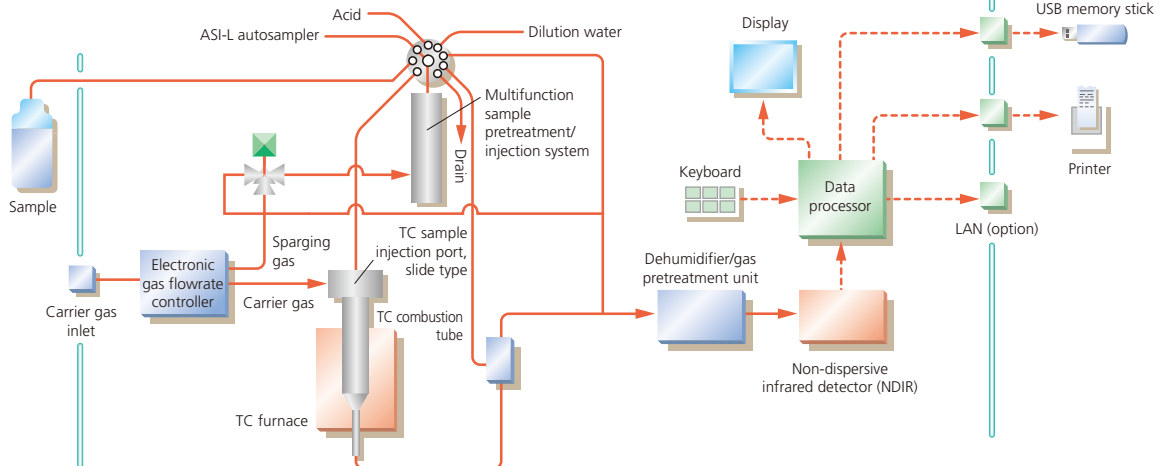 Acid
ASI-L autosampler
Dilution water
Sample
Multifunction
sample
pretreatment/
injection system
Drain
Sparging
gas
TC sample
injection port,
slide type
Electronic
gas flowrate
controller
Carrier gas
Carrier gas
inlet
TC combustion
tube
TC furnace
Display
Keyboard
Data
processor
Dehumidifier/gas
pretreatment unit
Non-dispersive
infrared detector (NDIR)
USB memory stick
Printer
LAN (option)